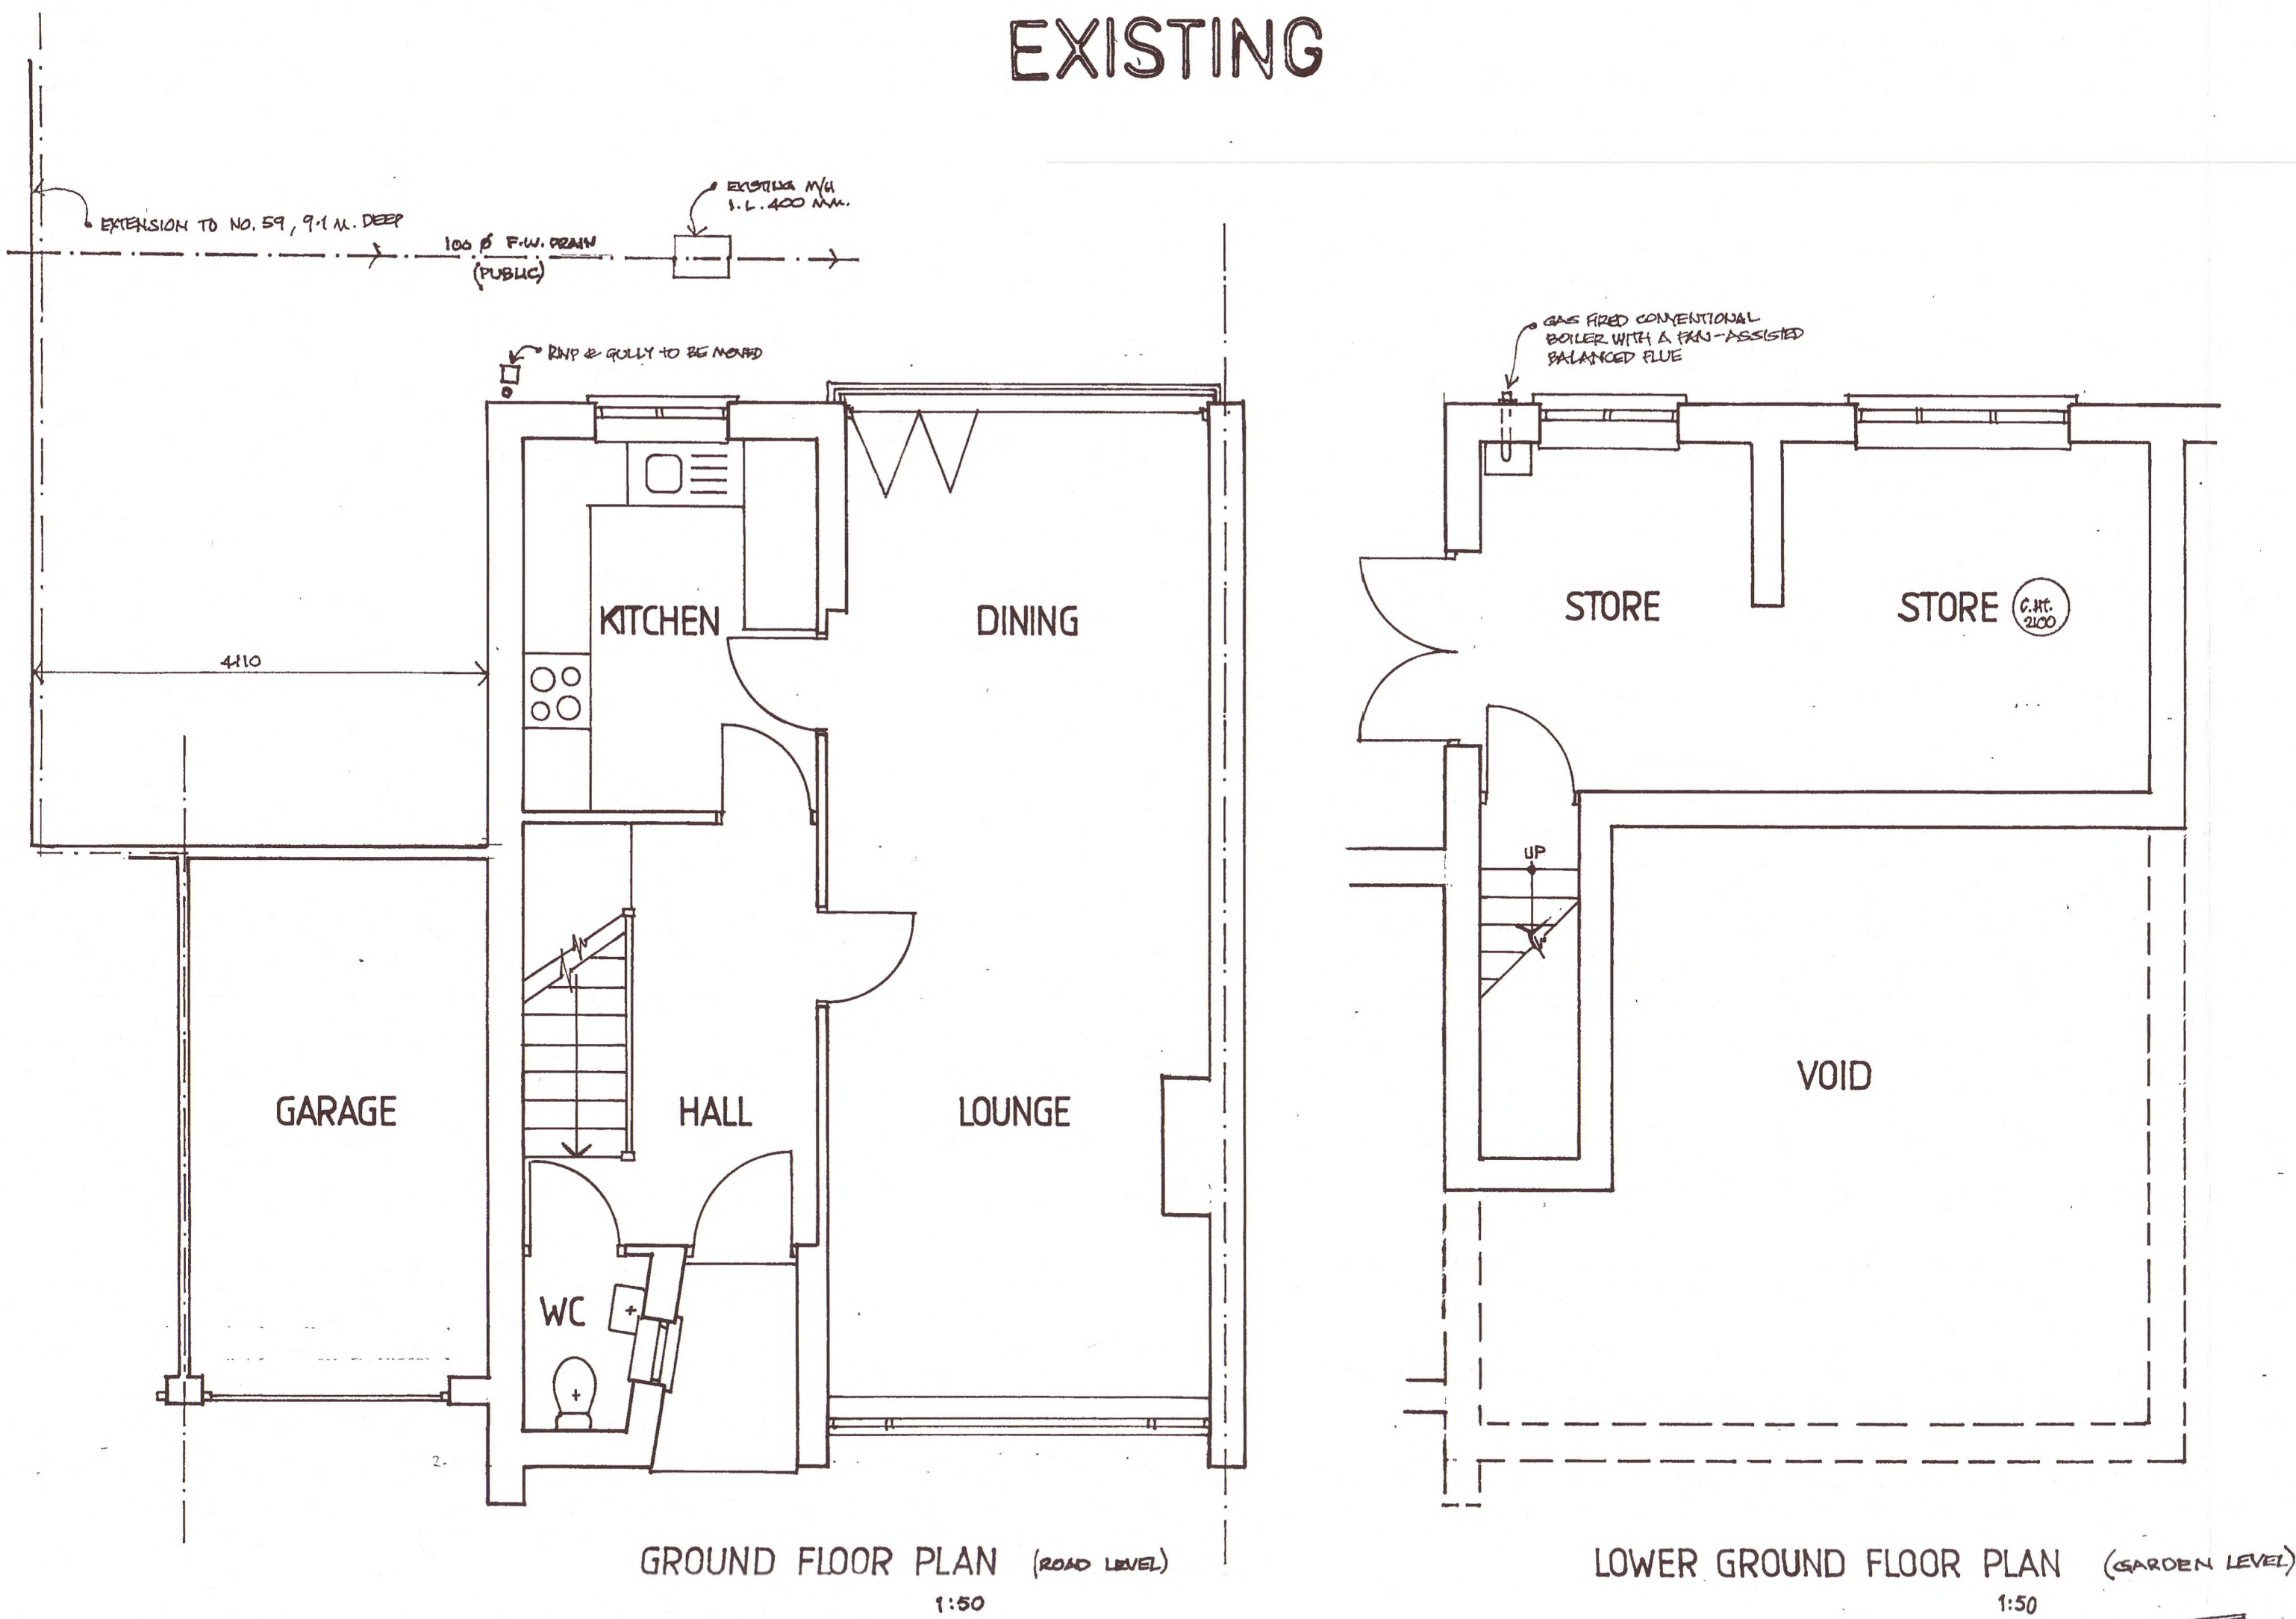 EXISTING
EXISTING M/H
I.L. 400 MM.
EXTENSION TO NO. 59, 9.1 M. DEEP
100 Ø F.W. DRAIN
(PUBLIC)
RWP & GULLY TO BE MOVED
GAS FIRED CONVENTIONAL
BOILER WITH A FAN-ASSISTED
BALANCED FLUE
KITCHEN
DINING
STORE
STORE
C.HT.
2100
4110
UP
VOID
GARAGE
HALL
LOUNGE
WC
GROUND FLOOR PLAN (ROAD LEVEL)
1:50
LOWER GROUND FLOOR PLAN (GARDEN LEVEL)
1:50